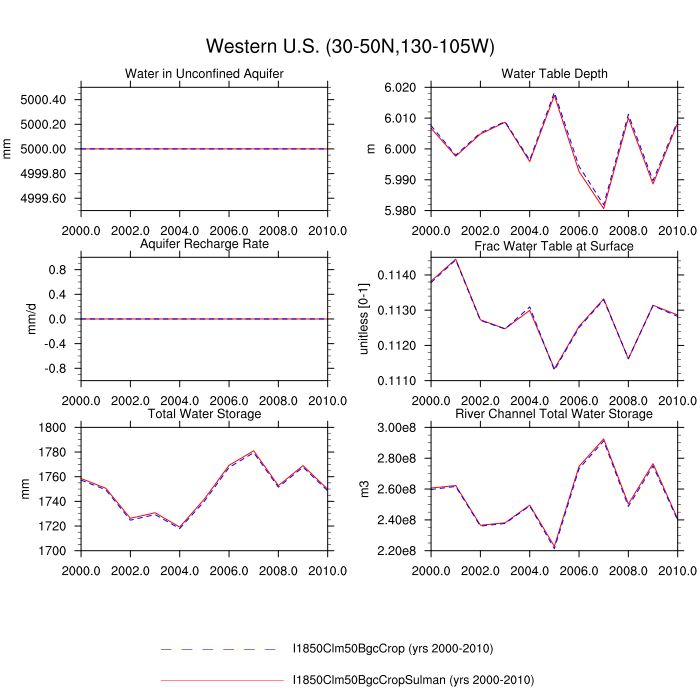 Western U.S. (30-50N,130-105W)
Water in Unconfined Aquifer
mm
5000.40
5000.20
5000.00
4999.80
4999.60
2000.0 2002.0 2004.0 2006.0 2008.0 2010.0
Water Table Depth
m
6.020
6.010
6.000
5.990
5.980
2000.0 2002.0 2004.0 2006.0 2008.0 2010.0
Aquifer Recharge Rate
mm/d
0.8
0.4
0.0
-0.4
-0.8
2000.0 2002.0 2004.0 2006.0 2008.0 2010.0
Frac Water Table at Surface
unitless [0-1]
0.1140
0.1130
0.1120
0.1110
2000.0 2002.0 2004.0 2006.0 2008.0 2010.0
Total Water Storage
mm
1800
1780
1760
1740
1720
1700
2000.0 2002.0 2004.0 2006.0 2008.0 2010.0
River Channel Total Water Storage
m3
3.00e8
2.80e8
2.60e8
2.40e8
2.20e8
2000.0 2002.0 2004.0 2006.0 2008.0 2010.0
I1850Clm50BgcCrop (yrs 2000-2010)
I1850Clm50BgcCropSulman (yrs 2000-2010)